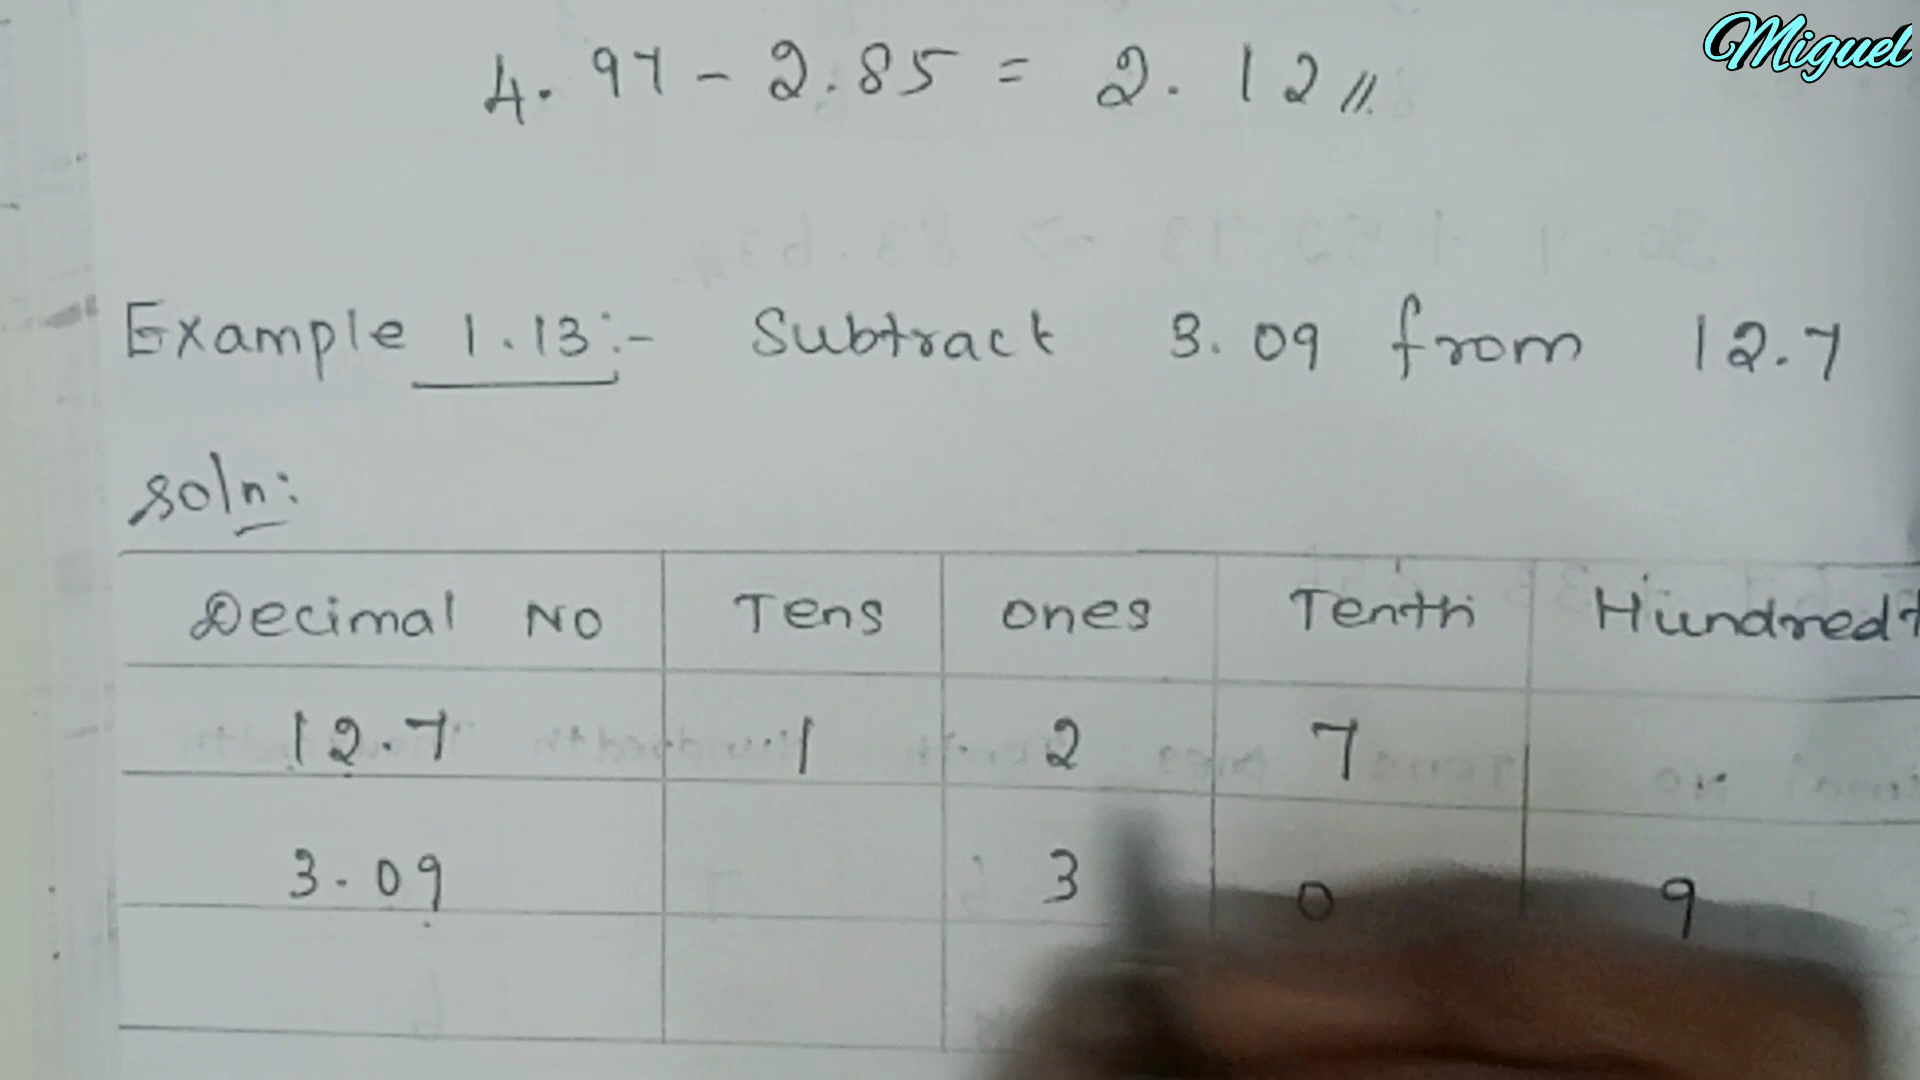 Miguel
4.97 - 2.85 = 2.12 //
Example 1.13:- Subtract 3.09 from 12.7
Soln:
Decimal No Tens ones Tenth Hundredt
12.7 1 2 7
3.09 3 0 9